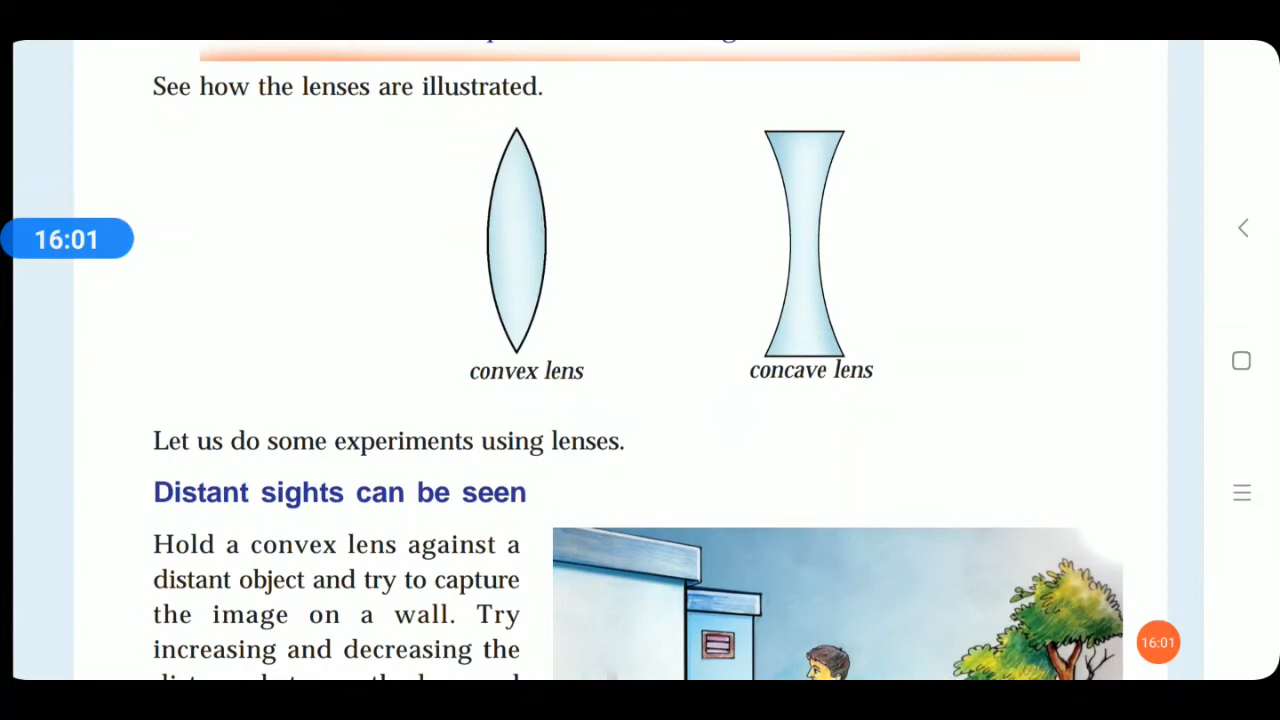 See how the lenses are illustrated.
16:01
convex lens
concave lens
Let us do some experiments using lenses.
Distant sights can be seen
Hold a convex lens against a
distant object and try to capture
the image on a wall. Try
increasing and decreasing the
16:01